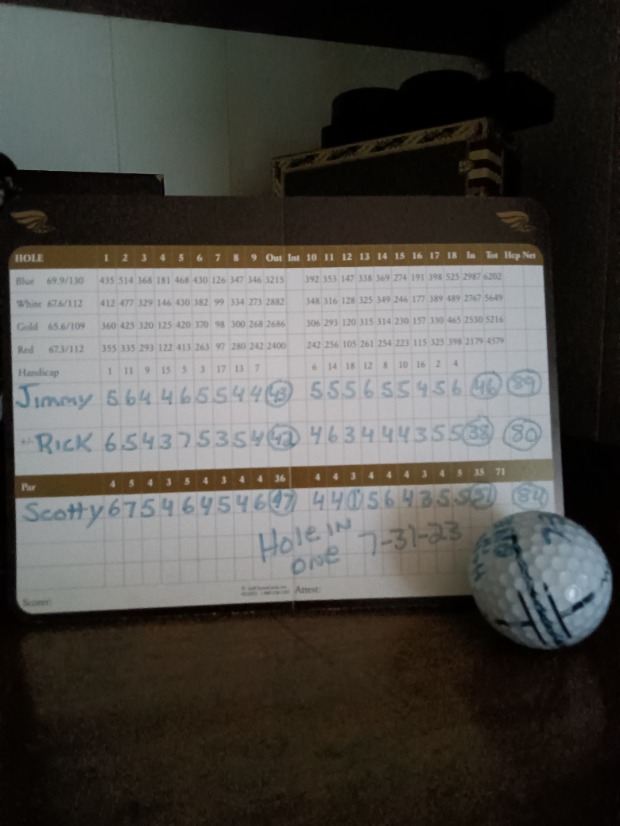 HOLE 1 2 3 4 5 6 7 8 9 Out Int 10 11 12 13 14 15 16 17 18 In Tot Hcp Net
Blue 69.9/130 435 514 368 181 468 430 126 347 346 3215 392 353 147 338 369 274 191 398 525 2987 6202
White 67.6/112 412 477 329 146 430 382 99 334 273 2882 348 316 128 325 349 246 177 389 489 2767 5649
Gold 65.6/109 360 425 320 125 420 370 98 300 268 2686 306 293 120 315 314 230 157 330 465 2530 5216
Red 67.3/112 355 335 293 122 413 263 97 280 242 2400 242 256 105 261 254 223 115 325 398 2179 4579
Handicap 1 11 9 15 5 3 17 13 7 6 14 18 12 8 10 16 2 4
Jimmy 5 6 4 4 6 5 5 4 4 43 5 5 5 6 5 5 4 5 6 46 89
+/- Rick 6 5 4 3 7 5 3 5 4 42 4 6 3 4 4 4 3 5 5 38 80
Par 4 5 4 3 5 4 3 4 4 36 4 4 3 4 4 4 3 4 5 35 71
Scotty 6 7 5 4 6 4 5 4 6 47 4 4 1 5 6 4 3 5 5 37 84
Hole in
one 7-31-23
Scorer: Attest: